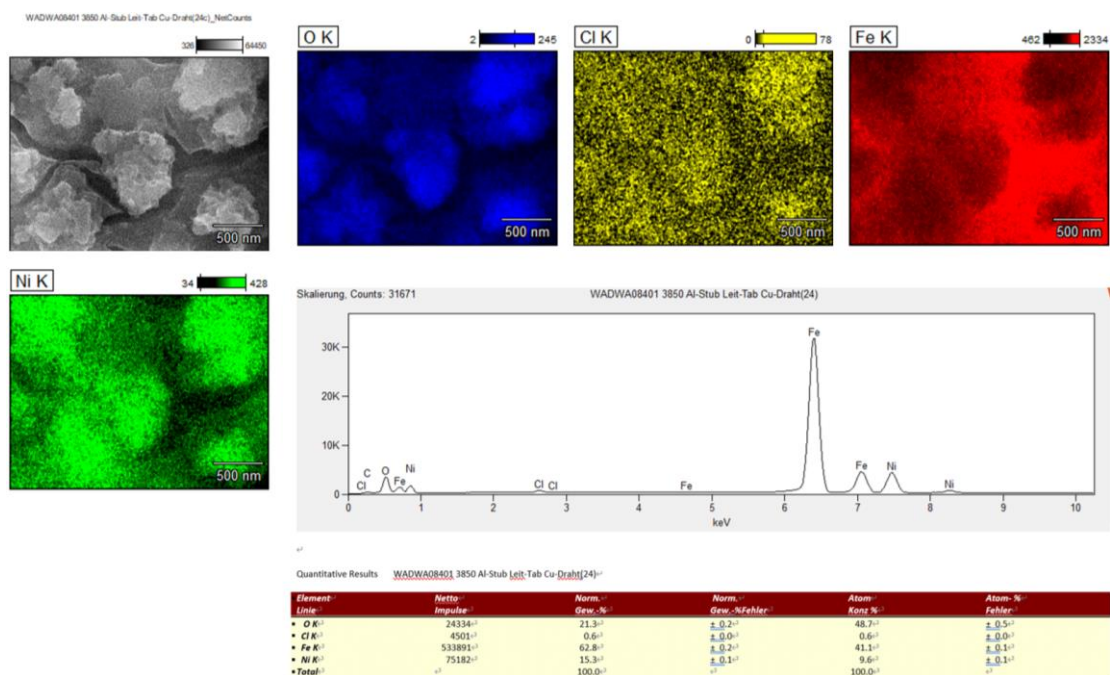 WADWA08401 3850 Al-Stub Leit-Tab Cu-Draht(24c)_NetCounts
326 64450
500 nm
O K 2 245
500 nm
Cl K 0 78
500 nm
Fe K 462 2334
500 nm
Ni K 34 428
500 nm
Skalierung, Counts: 31671 WADWA08401 3850 Al-Stub Leit-Tab Cu-Draht(24)
30K
20K
10K
0
Cl C O Fe Ni Cl Cl Fe Fe Fe Ni Ni
0 1 2 3 4 5 6 7 8 9 10
keV
Quantitative Results WADWA08401 3850 Al-Stub Leit-Tab Cu-Draht(24)
Element Netto Norm. Norm. Atom Atom- %
Linie Impulse Gew.-% Gew.-%Fehler Konz % Fehler
• O K 24334 21.3 ± 0.2 48.7 ± 0.5
• Cl K 4501 0.6 ± 0.0 0.6 ± 0.0
• Fe K 533891 62.8 ± 0.2 41.1 ± 0.1
• Ni K 75182 15.3 ± 0.1 9.6 ± 0.1
• Total 100.0 100.0